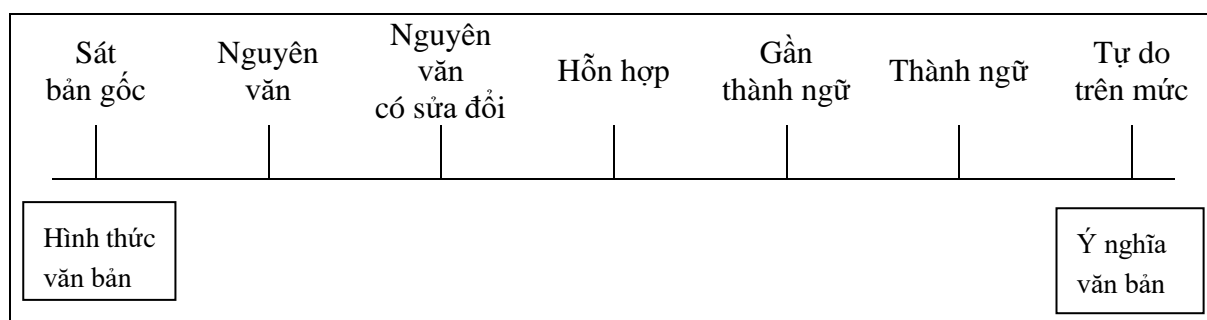 Sát
bản gốc
Nguyên
văn
Nguyên
văn
có sửa đổi
Hỗn hợp
Gần
thành ngữ
Thành ngữ
Tự do
trên mức
Hình thức
văn bản
Ý nghĩa
văn bản